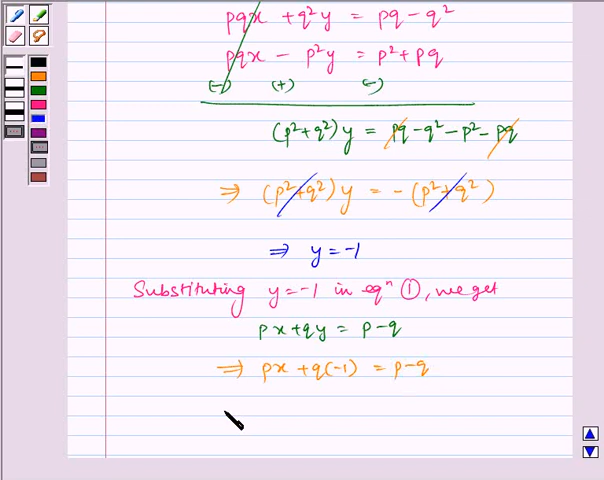 pqx + q²y = pq - q²
pqx - p²y = p² + pq
(-) (+) (-)
(p²+q²)y = pq - q² - p² - pq
⇒ (p²+q²)y = -(p²+q²)
⇒ y = -1
Substituting y = -1 in eqⁿ ①, we get
px + qy = p - q
⇒ px + q(-1) = p - q